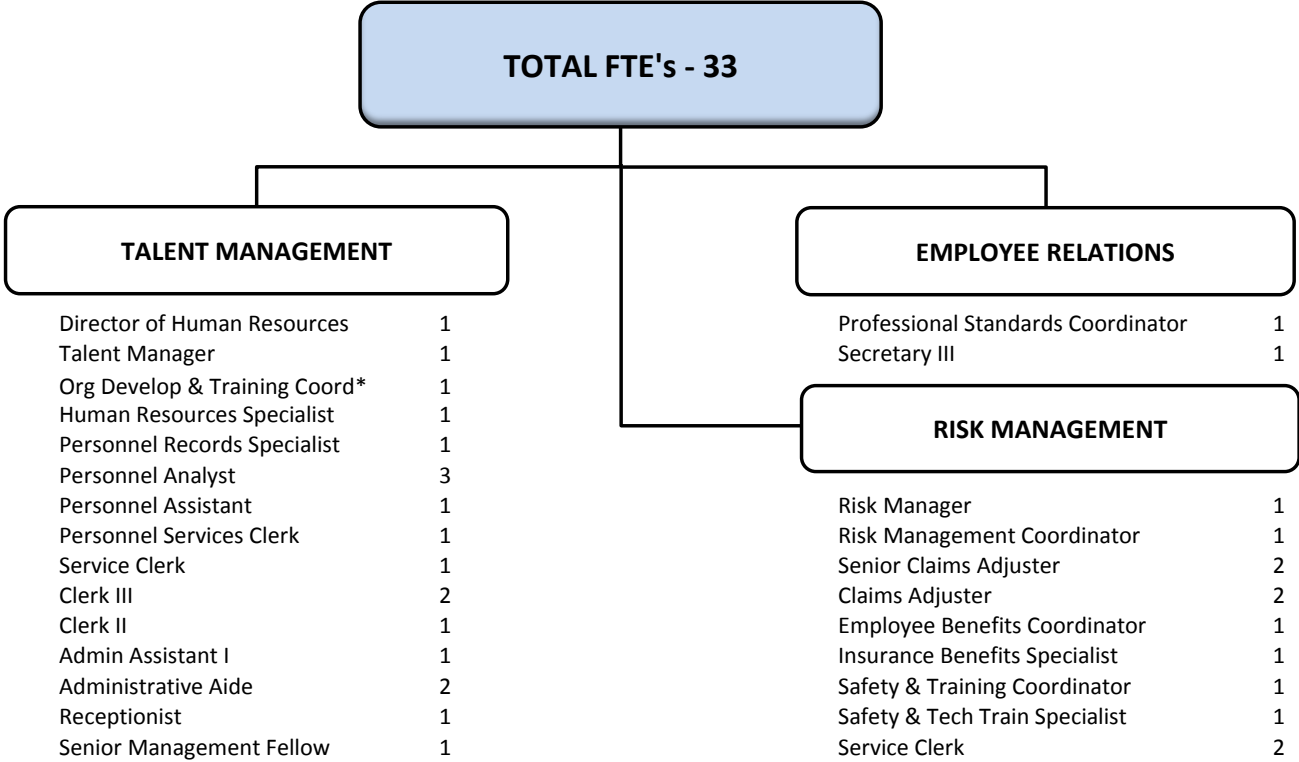 TOTAL FTE's - 33
TALENT MANAGEMENT
Director of Human Resources 1
Talent Manager 1
Org Develop & Training Coord* 1
Human Resources Specialist 1
Personnel Records Specialist 1
Personnel Analyst 3
Personnel Assistant 1
Personnel Services Clerk 1
Service Clerk 1
Clerk III 2
Clerk II 1
Admin Assistant I 1
Administrative Aide 2
Receptionist 1
Senior Management Fellow 1
EMPLOYEE RELATIONS
Professional Standards Coordinator 1
Secretary III 1
RISK MANAGEMENT
Risk Manager 1
Risk Management Coordinator 1
Senior Claims Adjuster 2
Claims Adjuster 2
Employee Benefits Coordinator 1
Insurance Benefits Specialist 1
Safety & Training Coordinator 1
Safety & Tech Train Specialist 1
Service Clerk 2